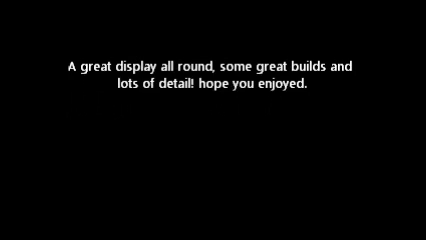 A great display all round, some great builds and
lots of detail! hope you enjoyed.